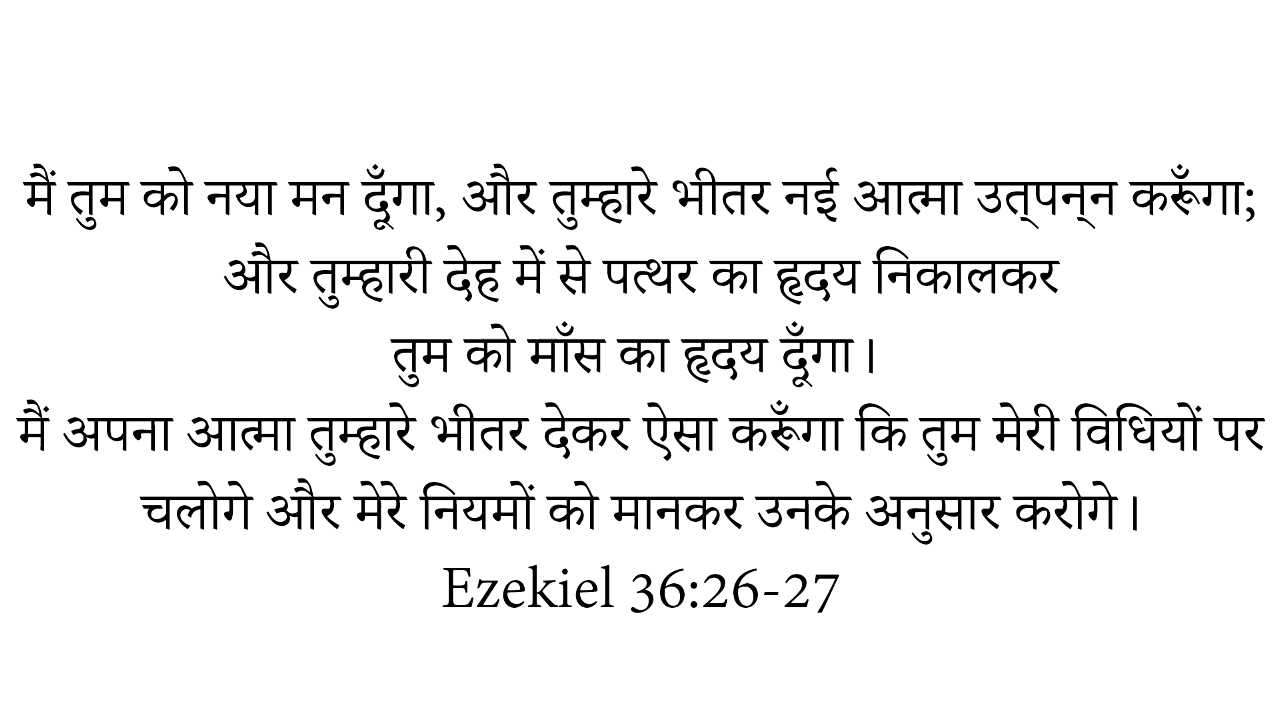 मैं तुम को नया मन दूँगा, और तुम्हारे भीतर नई आत्मा उत्‌पन्‌न करूँगा;
और तुम्हारी देह में से पत्थर का हृदय निकालकर
तुम को माँस का हृदय दूँगा।
मैं अपना आत्मा तुम्हारे भीतर देकर ऐसा करूँगा कि तुम मेरी विधियों पर
चलोगे और मेरे नियमों को मानकर उनके अनुसार करोगे।
Ezekiel 36:26-27